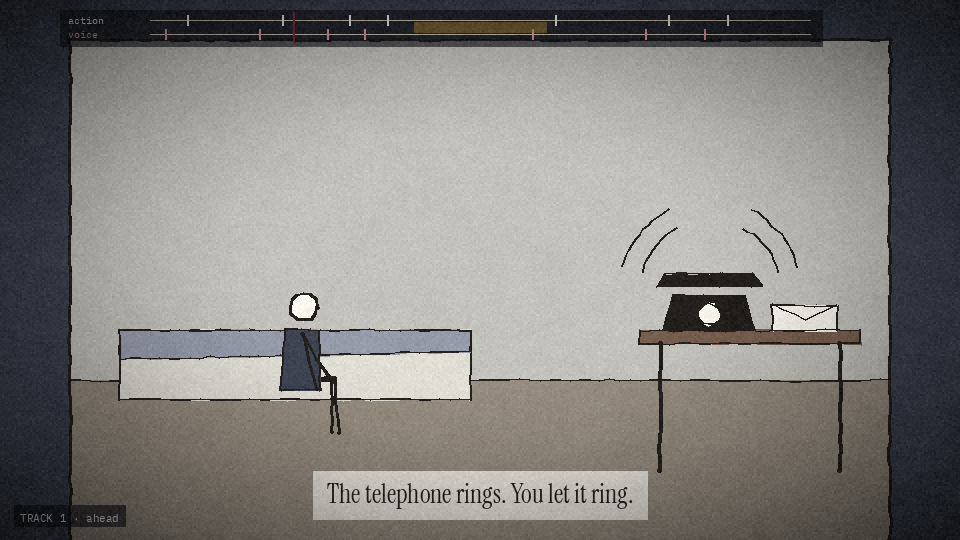 action
voice
The telephone rings. You let it ring.
TRACK 1 · ahead